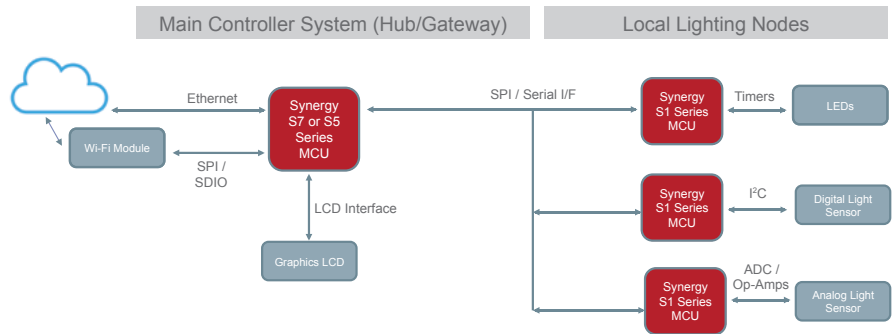 Main Controller System (Hub/Gateway)
Local Lighting Nodes
Ethernet
Synergy
S7 or S5
Series
MCU
SPI / Serial I/F
Synergy
S1 Series
MCU
Timers
LEDs
Wi-Fi Module
SPI /
SDIO
LCD Interface
Graphics LCD
Synergy
S1 Series
MCU
I²C
Digital Light
Sensor
Synergy
S1 Series
MCU
ADC /
Op-Amps
Analog Light
Sensor